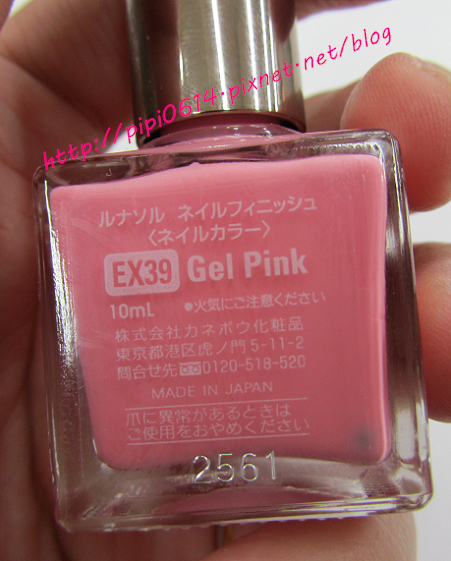 http://pipi0614.pixnet.net/blog
ルナソル ネイルフィニッシュ
〈ネイルカラー〉
EX39 Gel Pink
10mL ●火気にご注意ください
株式会社カネボウ化粧品
東京都港区虎ノ門5-11-2
問合せ先 0120-518-520
MADE IN JAPAN
爪に異常があるときは
ご使用をおやめください
2561